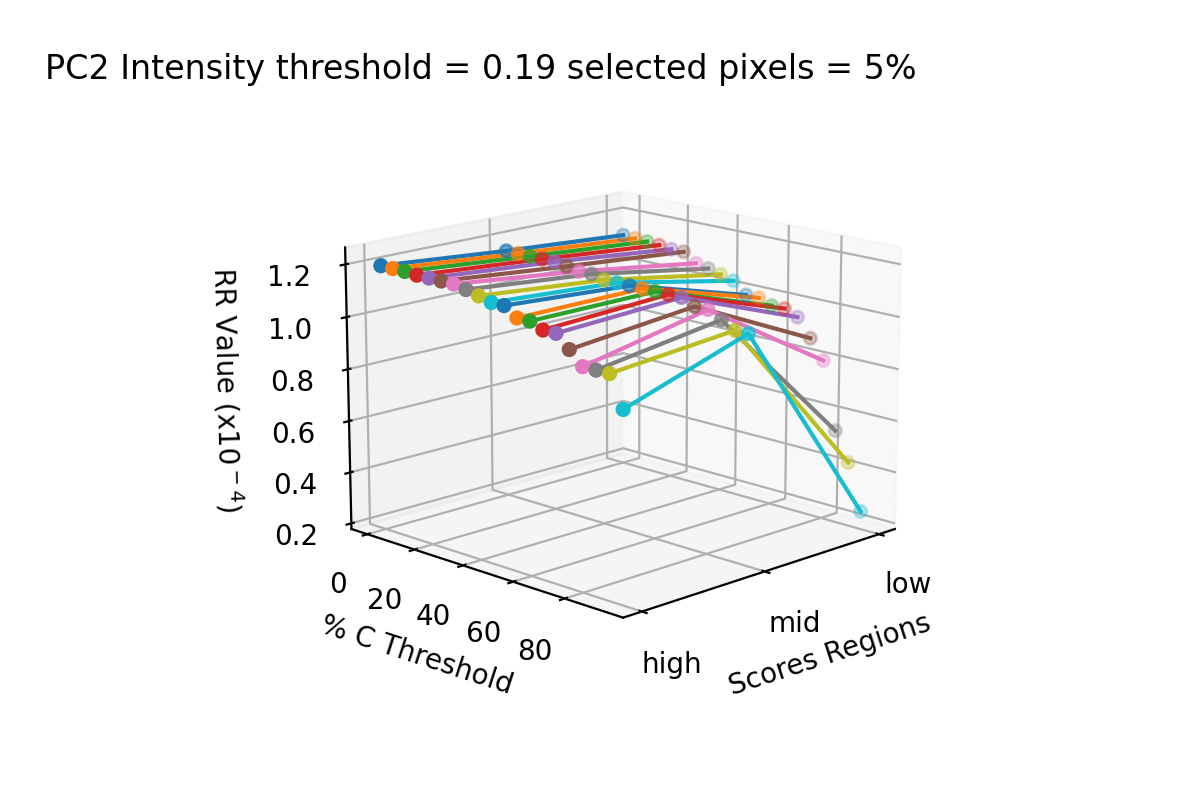 PC2 Intensity threshold = 0.19 selected pixels = 5%
RR Value (x10⁻⁴)
1.2
1.0
0.8
0.6
0.4
0.2
0
20
40
60
80
% C Threshold
high
mid
low
Scores Regions